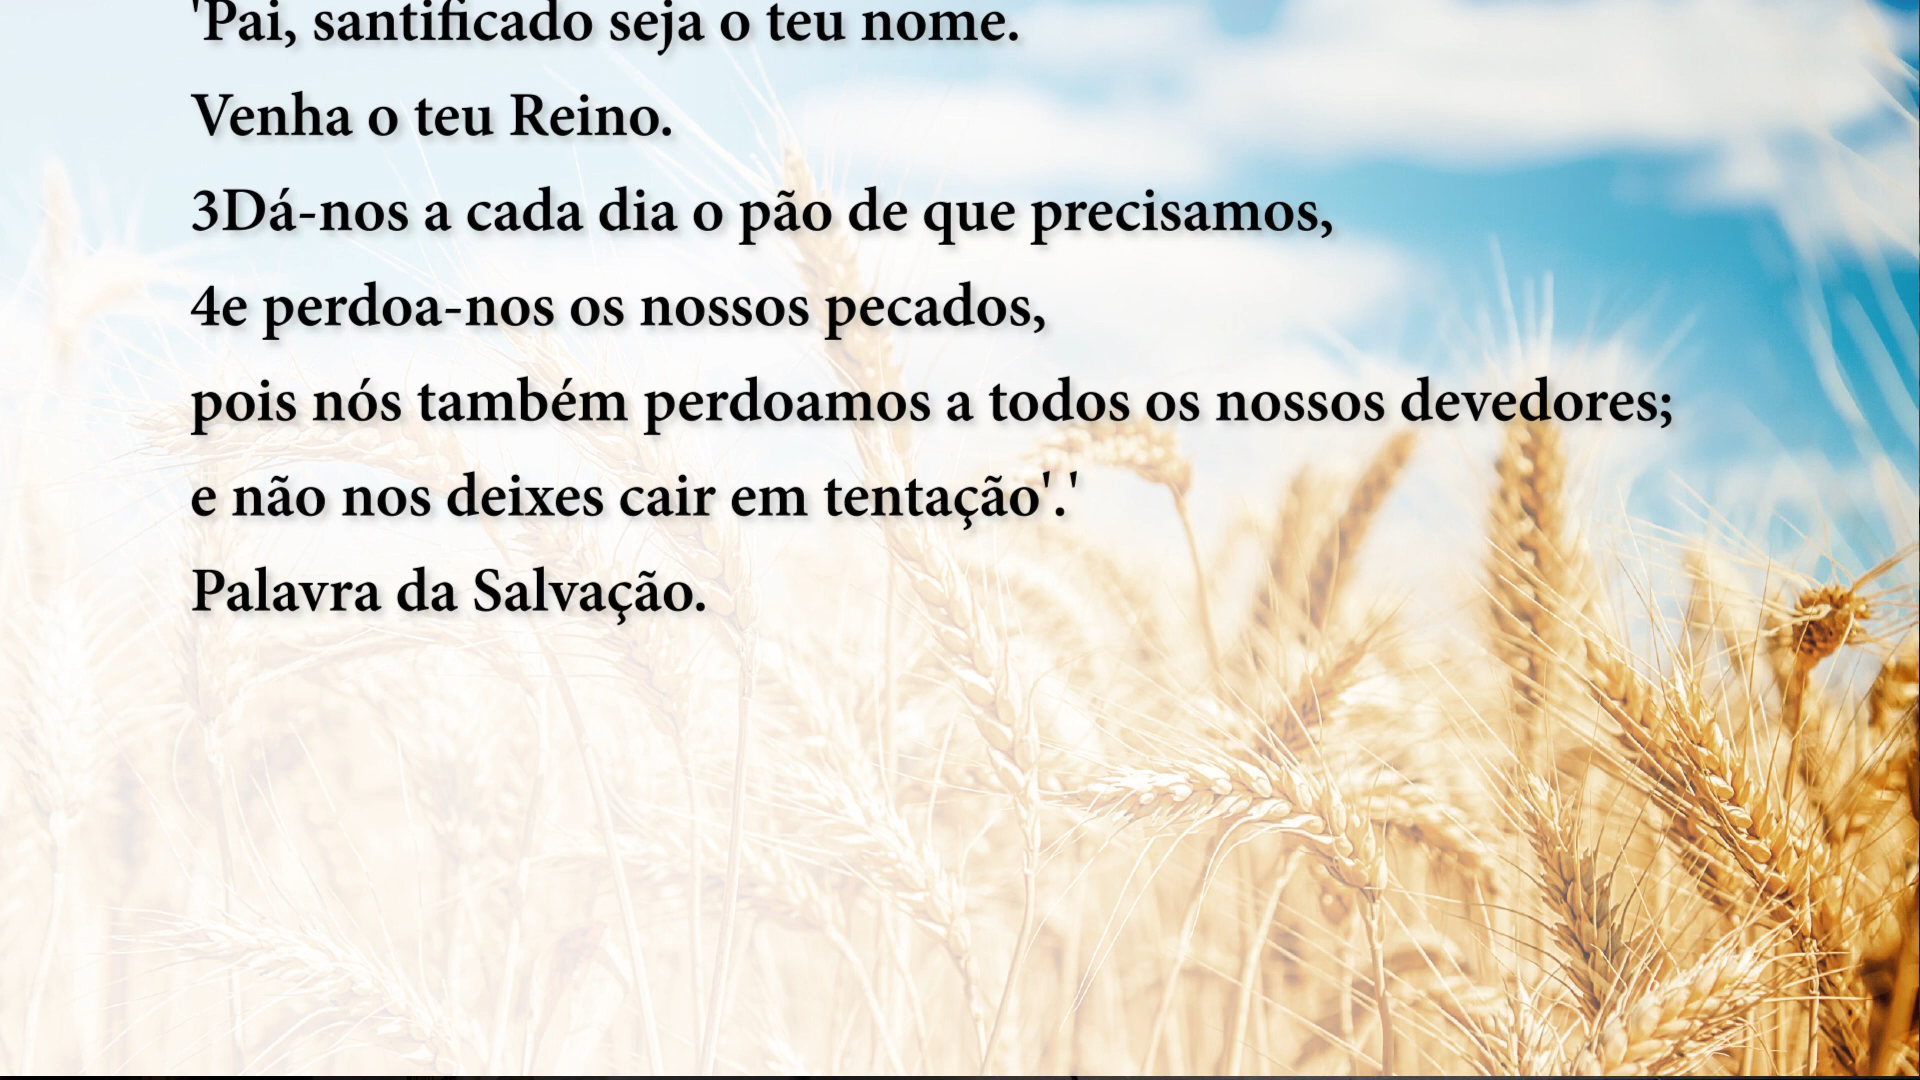 'Pai, santificado seja o teu nome.
Venha o teu Reino.
3Dá-nos a cada dia o pão de que precisamos,
4e perdoa-nos os nossos pecados,
pois nós também perdoamos a todos os nossos devedores;
e não nos deixes cair em tentação'.'
Palavra da Salvação.